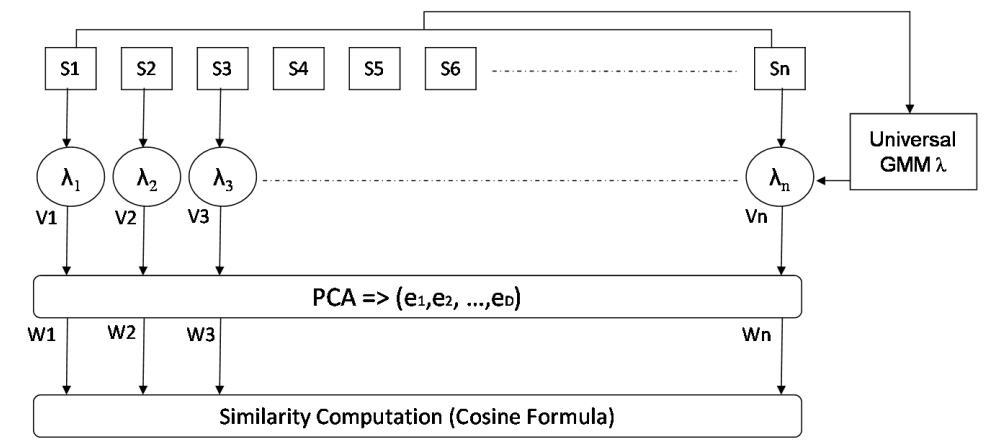 S1 S2 S3 S4 S5 S6 Sn
Universal
GMM λ
λ1 λ2 λ3 λn
V1 V2 V3 Vn
PCA => (e1,e2, ...,eD)
W1 W2 W3 Wn
Similarity Computation (Cosine Formula)